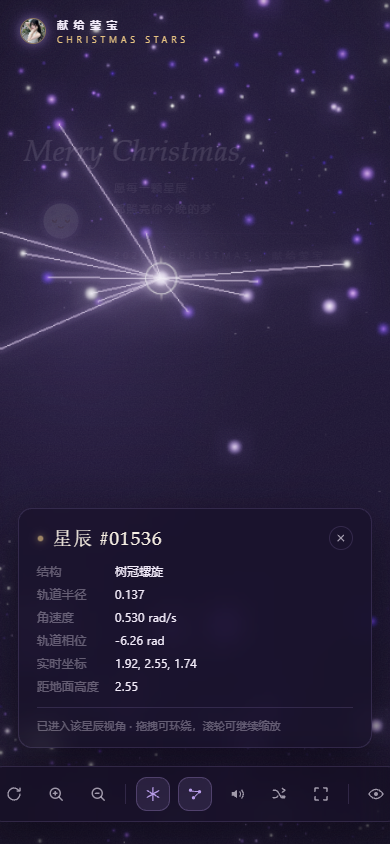 献给莹宝
CHRISTMAS STARS
Merry Christmas,
星辰 #01536
结构 树冠螺旋
轨道半径 0.137
角速度 0.530 rad/s
轨道相位 -6.26 rad
实时坐标 1.92, 2.55, 1.74
距地面高度 2.55
已进入该星辰视角 · 拖拽可环绕，滚轮可继续缩放